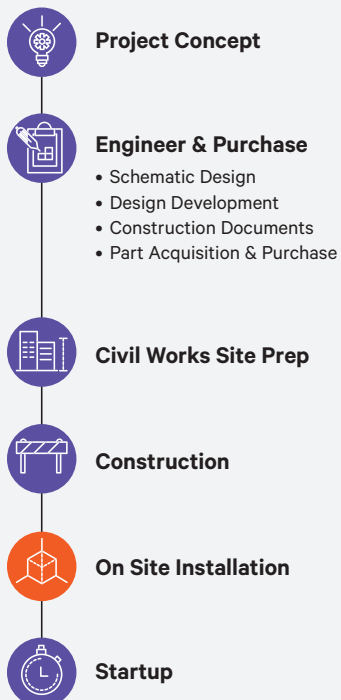 Project Concept
Engineer & Purchase
• Schematic Design
• Design Development
• Construction Documents
• Part Acquisition & Purchase
Civil Works Site Prep
Construction
On Site Installation
Startup